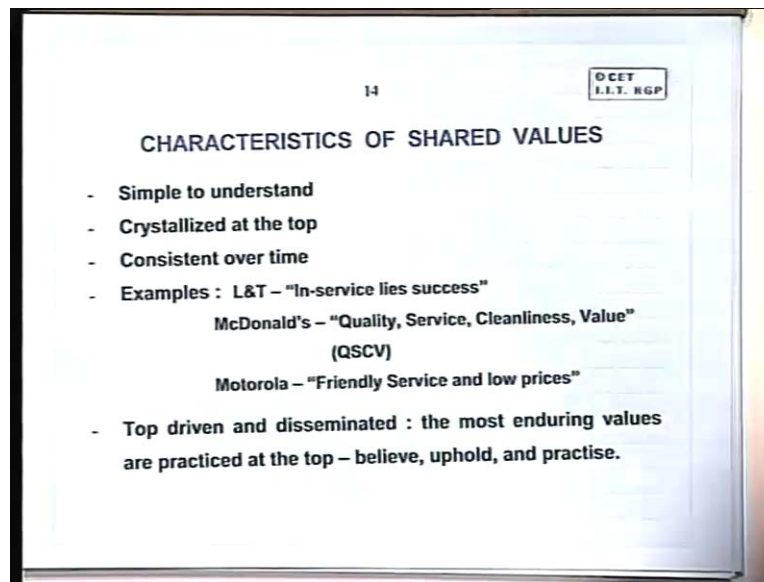 14
© CET
I.I.T. KGP
CHARACTERISTICS OF SHARED VALUES
- Simple to understand
- Crystallized at the top
- Consistent over time
- Examples : L&T – "In-service lies success"
McDonald's – "Quality, Service, Cleanliness, Value"
(QSCV)
Motorola – "Friendly Service and low prices"
- Top driven and disseminated : the most enduring values
are practiced at the top – believe, uphold, and practise.